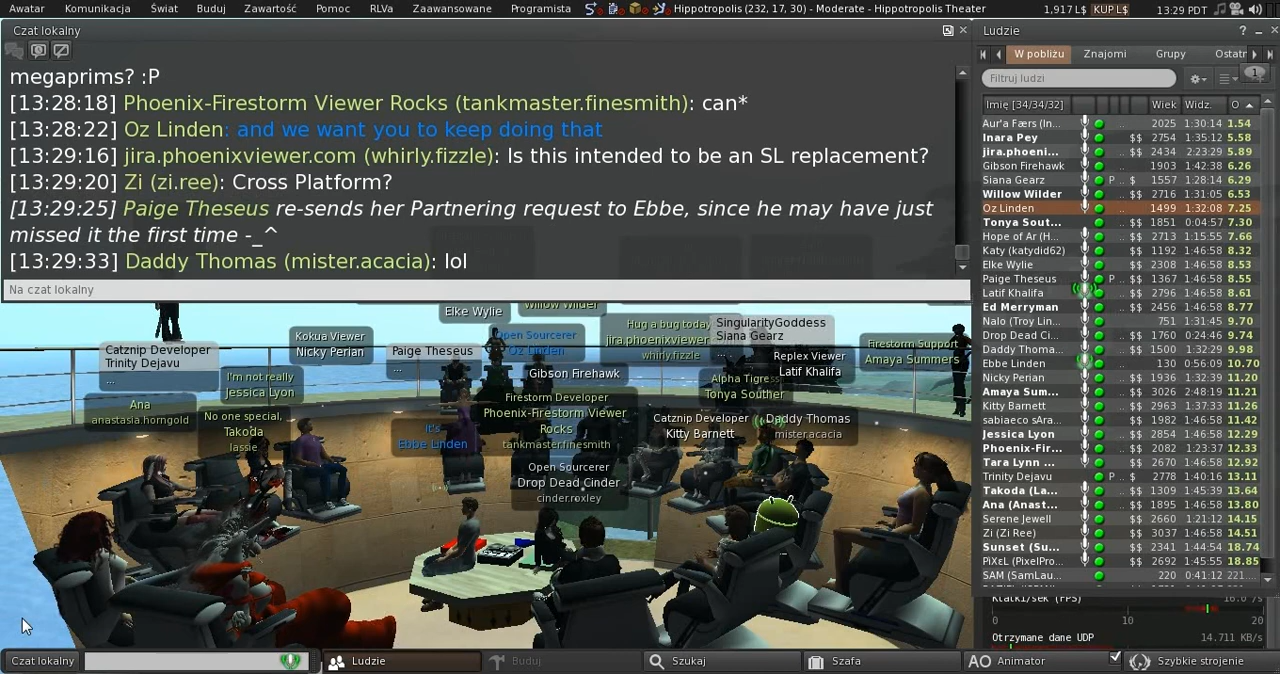 Awatar Komunikacja Świat Buduj Zawartość Pomoc RLVa Zaawansowane Programista Hippotropolis (232, 17, 30) - Moderate - Hippotropolis Theater 1,917 L$ KUP L$ 13:29 PDT
Czat lokalny
megaprims? :P
[13:28:18] Phoenix-Firestorm Viewer Rocks (tankmaster.finesmith): can*
[13:28:22] Oz Linden: and we want you to keep doing that
[13:29:16] jira.phoenixviewer.com (whirly.fizzle): Is this intended to be an SL replacement?
[13:29:20] Zi (zi.ree): Cross Platform?
[13:29:25] Paige Theseus re-sends her Partnering request to Ebbe, since he may have just
missed it the first time -_^
[13:29:33] Daddy Thomas (mister.acacia): lol
Na czat lokalny
Elke Wylie
Willow Wilder
Catznip Developer
Trinity Dejavu
...
Kokua Viewer
Nicky Perian
Paige Theseus
...
Open Sourcerer
Oz Linden
Hug a bug today
jira.phoenixviewer
whirly.fizzle
SingularityGoddess
Siana Gearz
...
Replex Viewer
Latif Khalifa
Firestorm Support
Amaya Summers
I'm not really
Jessica Lyon
Gibson Firehawk
Alpha Tigress
Tonya Souther
Ana
anastasia.horngold
No one special,
Takoda
lassie
It's
Ebbe Linden
Firestorm Developer
Phoenix-Firestorm Viewer
Rocks
tankmaster.finesmith
Catznip Developer
Kitty Barnett
Daddy Thomas
mister.acacia
Open Sourcerer
Drop Dead Cinder
cinder.roxley
Ludzie
W pobliżu Znajomi Grupy Ostatn
Filtruj ludzi
1
Imię [34/34/32] Wiek Widz. O
Aur'a Færs (In... .. 2025 1:30:14 1.54
Inara Pey .. $$ 2754 1:35:12 5.58
jira.phoeni... .. $$ 2434 2:23:29 5.89
Gibson Firehawk 1903 1:42:38 6.26
Siana Gearz P .. $ 1557 1:28:14 6.29
Willow Wilder .. $$ 2716 1:31:05 6.53
Oz Linden .. 1499 1:32:08 7.25
Tonya Sout... .. $$ 1851 0:04:57 7.30
Hope of Ar (H... .. $$ 2713 1:15:55 7.66
Katy (katydid62) .. $$ 1192 1:46:58 8.32
Elke Wylie .. $$ 2308 1:46:58 8.53
Paige Theseus P .. $$ 1367 1:46:58 8.55
Latif Khalifa .. $$ 2796 1:46:58 8.61
Ed Merryman .. $$ 2456 1:46:58 8.77
Nalo (Troy Lin... 751 1:31:45 9.70
Drop Dead Ci... .. $$ 1760 0:24:46 9.74
Daddy Thoma... .. $$ 1500 1:32:29 9.98
Ebbe Linden .. 130 0:56:09 10.70
Nicky Perian .. $$ 1936 1:32:39 11.20
Amaya Sum... .. $$ 3026 2:48:19 11.21
Kitty Barnett .. $$ 2963 1:37:33 11.26
sabiaeco sAra... .. $$ 1982 1:46:58 11.42
Jessica Lyon .. $$ 2854 1:46:58 12.29
Phoenix-Fir... .. $$ 2082 1:23:37 12.33
Tara Lynn ... .. $$ 2670 1:46:58 12.92
Trinity Dejavu P .. $ 2778 1:40:16 13.11
Takoda (La... .. $$ 1309 1:45:39 13.64
Ana (Anast... .. $$ 1895 1:46:58 13.80
Serene Jewell $$ 2660 1:21:12 14.15
Zi (Zi Ree) $$ 3037 1:46:58 14.51
Sunset (Su... $$ 2341 1:44:54 18.74
PiXεL (PixelPro... $$ 2692 1:45:55 18.85
SAM (SamLau... 220 0:41:12 221....
Klatki/sek (FPS) 16.0 /s
0 10 20
Otrzymane dane UDP 14.711 KB/s
Czat lokalny Ludzie Buduj Szukaj Szafa AO Animator Szybkie strojenie